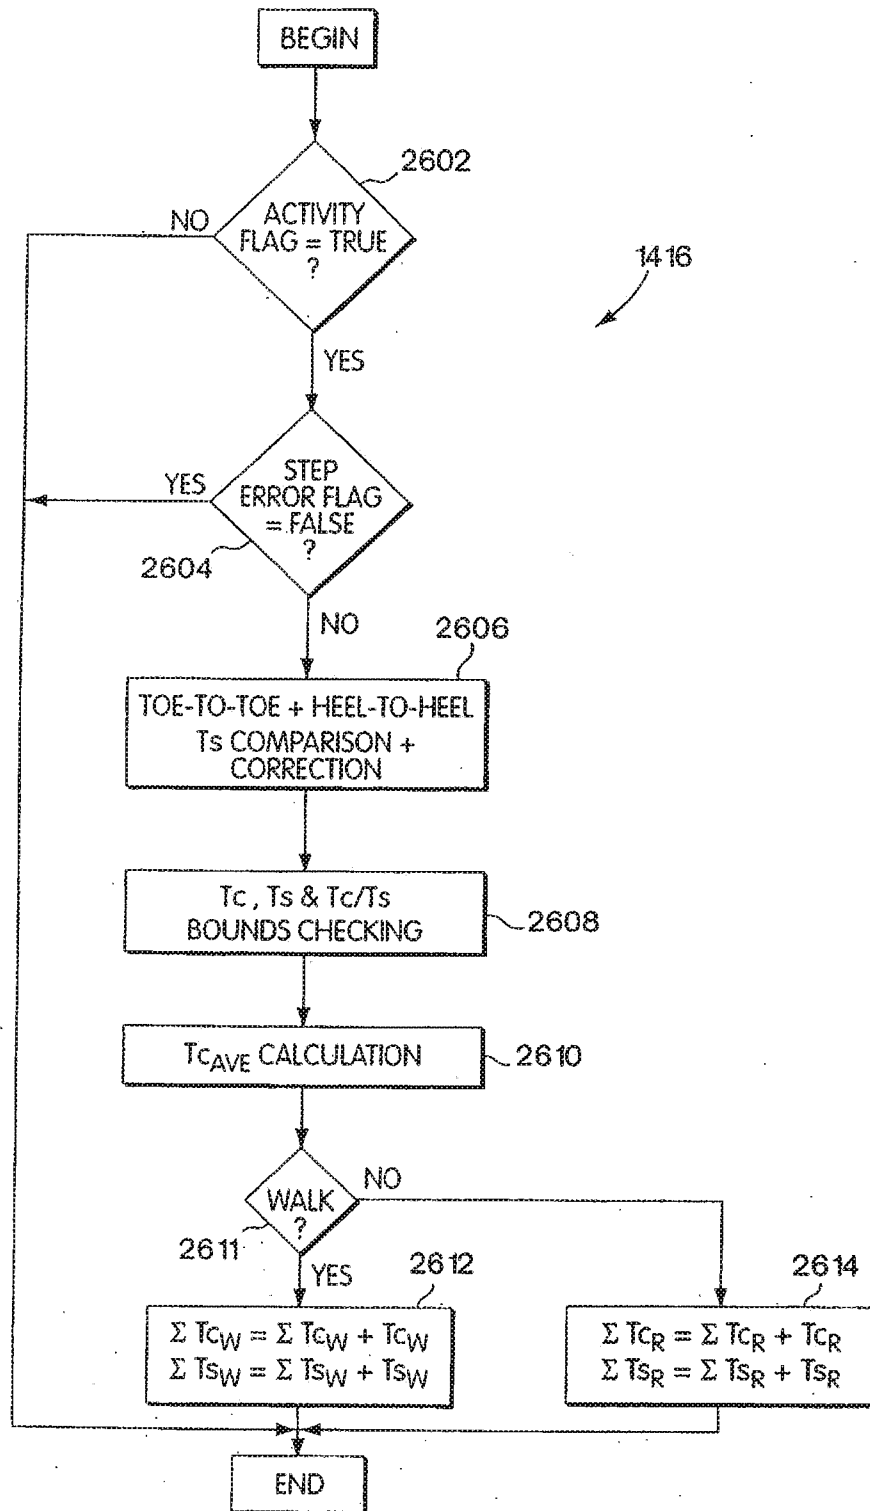 BEGIN
2602
ACTIVITY
FLAG = TRUE
?
NO
1416
YES
STEP
ERROR FLAG
= FALSE
?
YES
2604
NO
2606
TOE-TO-TOE + HEEL-TO-HEEL
Ts COMPARISON +
CORRECTION
Tc , Ts & Tc/Ts
BOUNDS CHECKING
2608
TcAVE CALCULATION
2610
WALK
?
NO
2611
YES
2612
2614
Σ TcW = Σ TcW + TcW
Σ TsW = Σ TsW + TsW
Σ TcR = Σ TcR + TcR
Σ TsR = Σ TsR + TsR
END